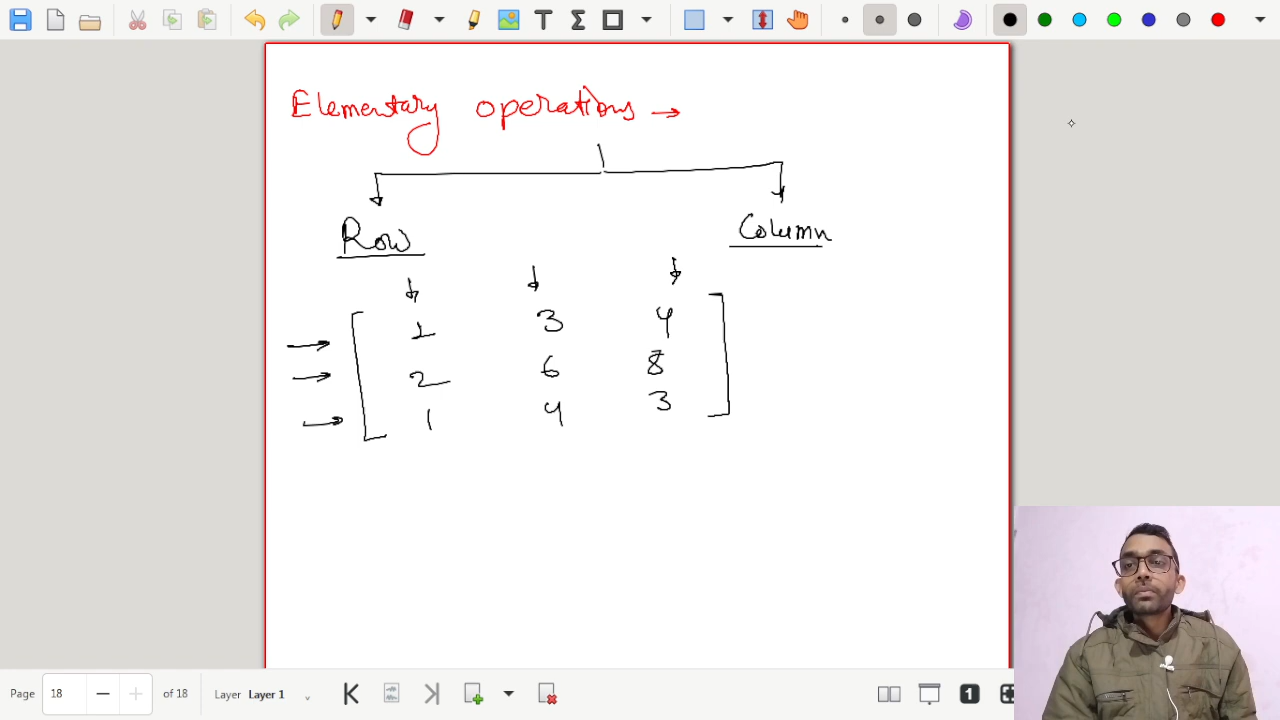 Elementary operations →
Row Column
1 3 4
2 6 8
1 4 3
1
Page 18 of 18 Layer Layer 1